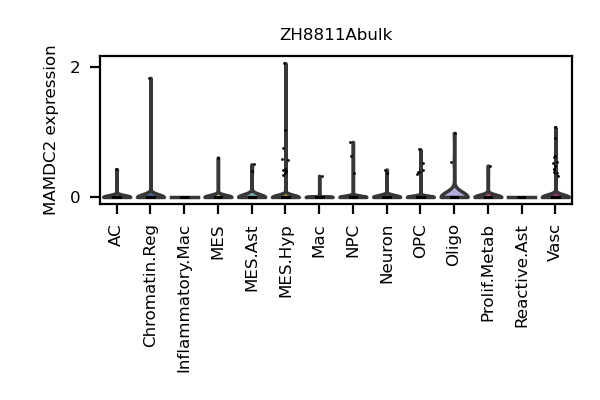 ZH8811Abulk
MAMDC2 expression
2
0
AC
Chromatin.Reg
Inflammatory.Mac
MES
MES.Ast
MES.Hyp
Mac
NPC
Neuron
OPC
Oligo
Prolif.Metab
Reactive.Ast
Vasc